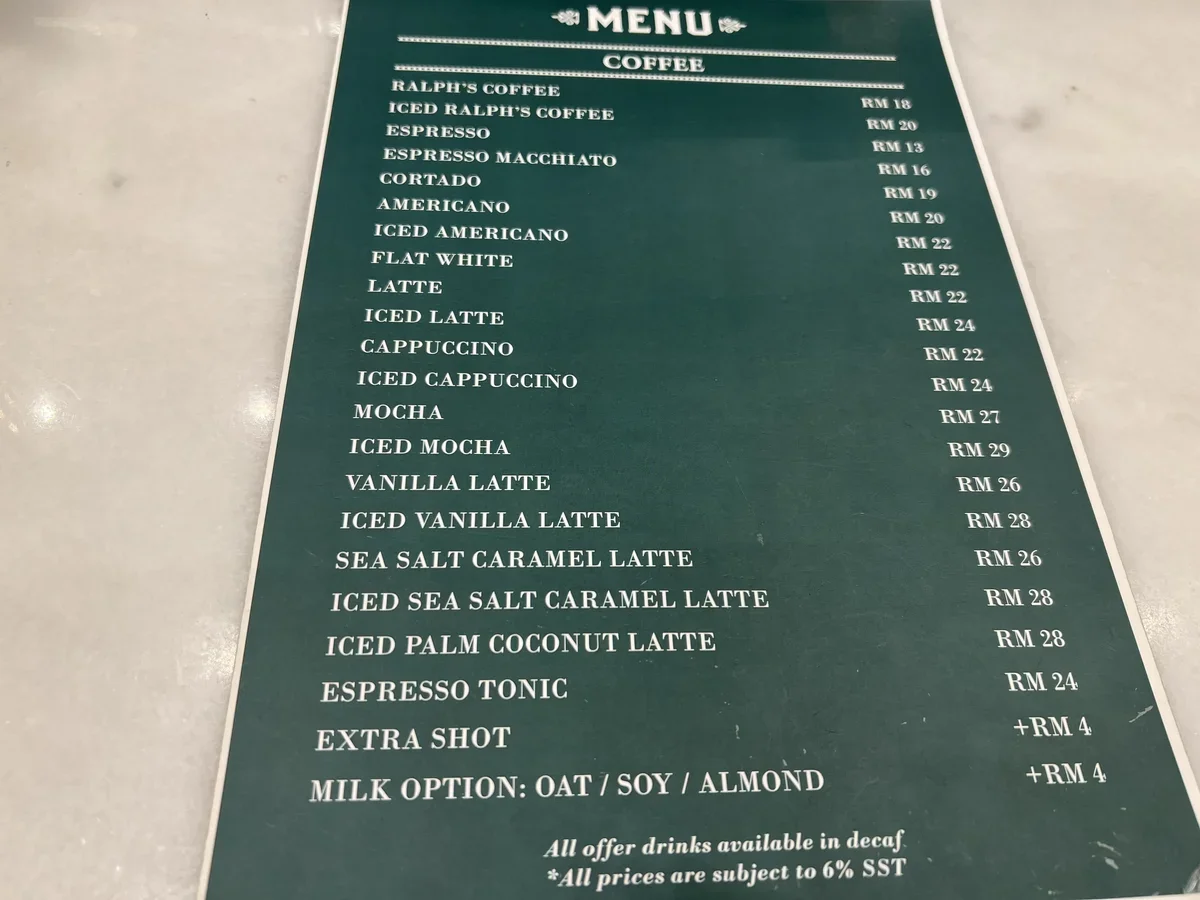 MENU
COFFEE
RALPH'S COFFEE RM 18
ICED RALPH'S COFFEE RM 20
ESPRESSO RM 13
ESPRESSO MACCHIATO RM 16
CORTADO RM 19
AMERICANO RM 20
ICED AMERICANO RM 22
FLAT WHITE RM 22
LATTE RM 22
ICED LATTE RM 24
CAPPUCCINO RM 22
ICED CAPPUCCINO RM 24
MOCHA RM 27
ICED MOCHA RM 29
VANILLA LATTE RM 26
ICED VANILLA LATTE RM 28
SEA SALT CARAMEL LATTE RM 26
ICED SEA SALT CARAMEL LATTE RM 28
ICED PALM COCONUT LATTE RM 28
ESPRESSO TONIC RM 24
EXTRA SHOT +RM 4
MILK OPTION: OAT / SOY / ALMOND +RM 4
All offer drinks available in decaf
*All prices are subject to 6% SST